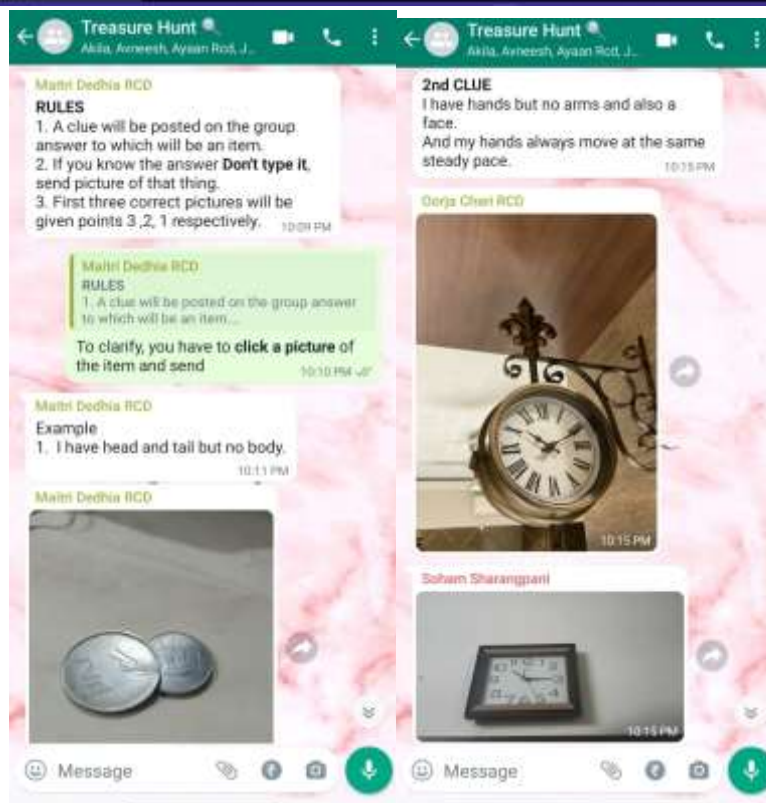 Treasure Hunt
Akila, Avneesh, Ayaan Rcd, J...
Maitri Dedhia RCD
RULES
1. A clue will be posted on the group
answer to which will be an item.
2. If you know the answer Don't type it,
send picture of that thing.
3. First three correct pictures will be
given points 3 ,2, 1 respectively.
10:09 PM
Maitri Dedhia RCD
RULES
1. A clue will be posted on the group answer
to which will be an item....
To clarify, you have to click a picture of
the item and send
10:10 PM
Maitri Dedhia RCD
Example
1. I have head and tail but no body.
10:11 PM
Maitri Dedhia RCD
Message
Treasure Hunt
Akila, Avneesh, Ayaan Rcd, J...
2nd CLUE
I have hands but no arms and also a
face.
And my hands always move at the same
steady pace.
10:15 PM
RCD
10:15 PM
Soham Sharangpani
10:15 PM
Message